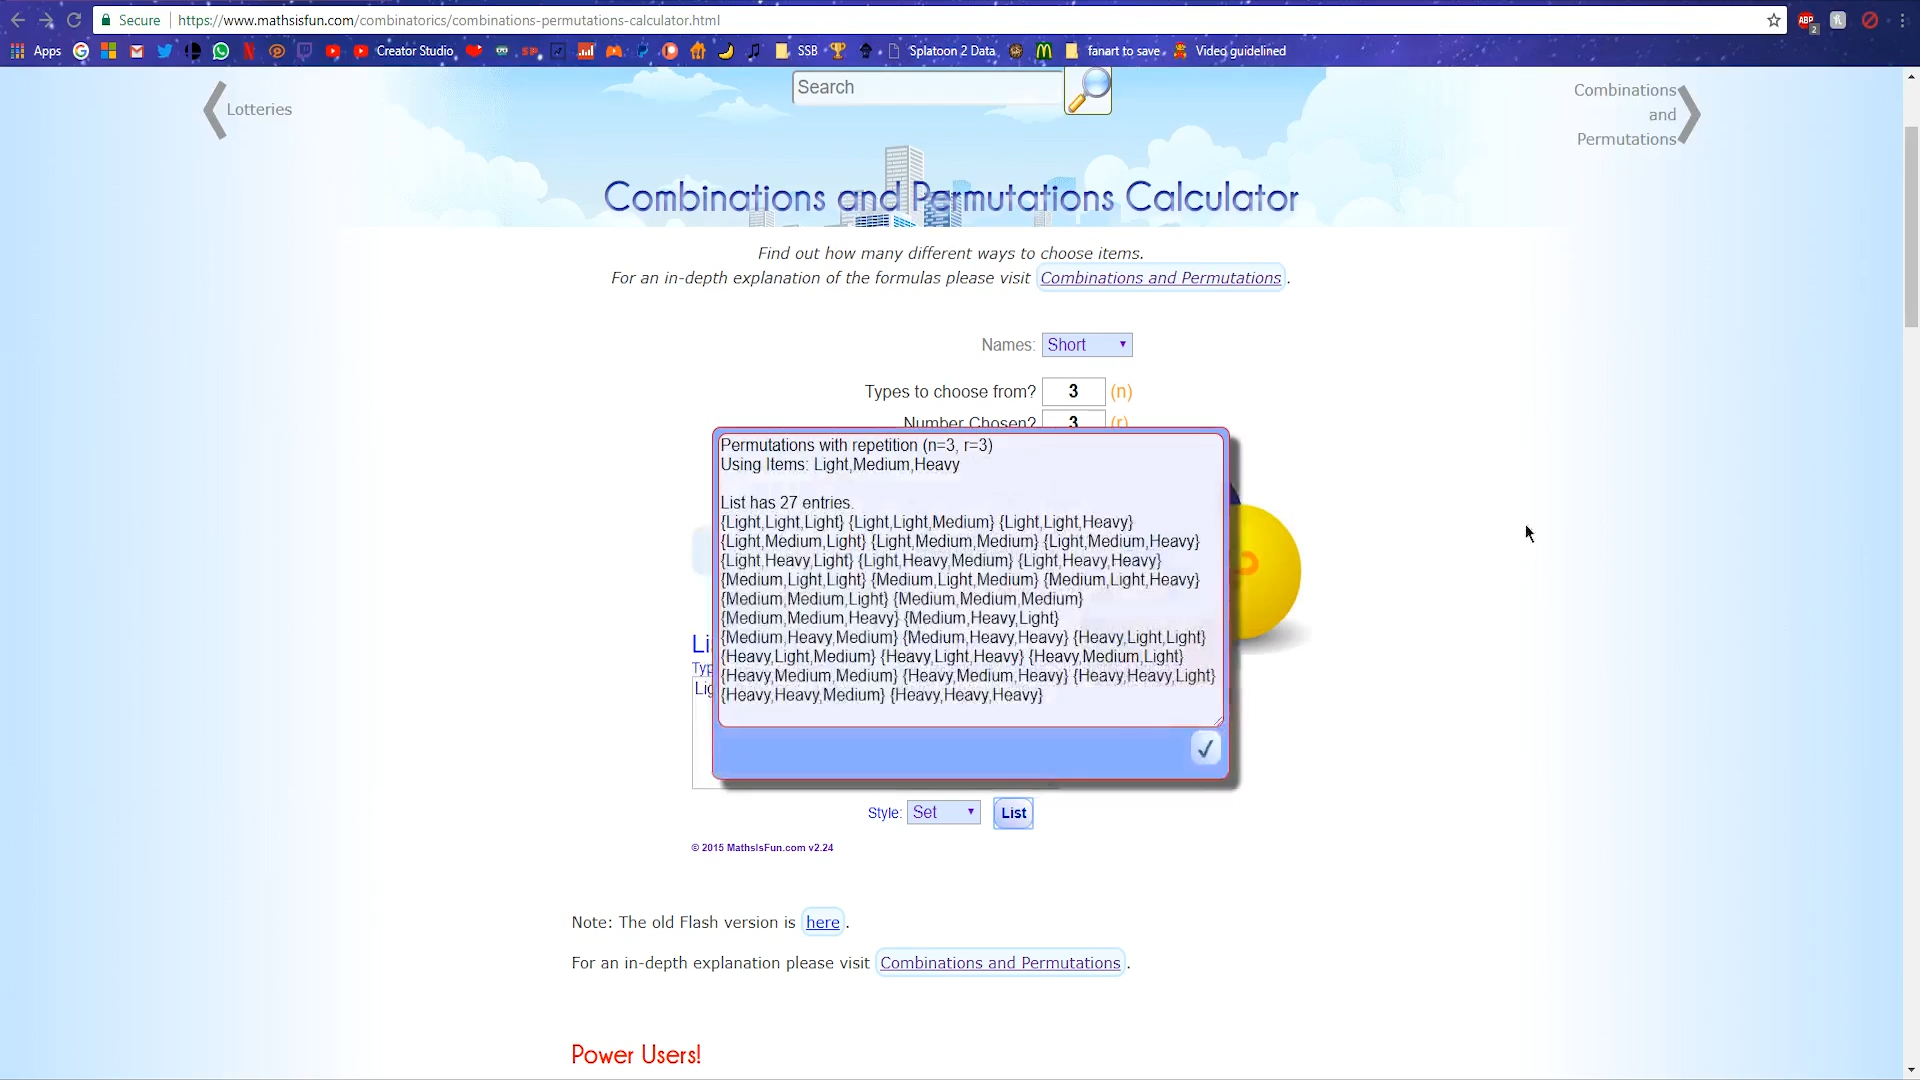 Secure https://www.mathsisfun.com/combinatorics/combinations-permutations-calculator.html
ABP
2
Apps Creator Studio SSB Splatoon 2 Data fanart to save Video guidelined
Search
Lotteries
Combinations
and
Permutations
Combinations and Permutations Calculator
Find out how many different ways to choose items.
For an in-depth explanation of the formulas please visit Combinations and Permutations .
Names: Short
Types to choose from? 3 (n)
Number Chosen? 3 (r)
Permutations with repetition (n=3, r=3)
Using Items: Light,Medium,Heavy
List has 27 entries.
{Light,Light,Light} {Light,Light,Medium} {Light,Light,Heavy}
{Light,Medium,Light} {Light,Medium,Medium} {Light,Medium,Heavy}
{Light,Heavy,Light} {Light,Heavy,Medium} {Light,Heavy,Heavy}
{Medium,Light,Light} {Medium,Light,Medium} {Medium,Light,Heavy}
{Medium,Medium,Light} {Medium,Medium,Medium}
{Medium,Medium,Heavy} {Medium,Heavy,Light}
{Medium,Heavy,Medium} {Medium,Heavy,Heavy} {Heavy,Light,Light}
{Heavy,Light,Medium} {Heavy,Light,Heavy} {Heavy,Medium,Light}
{Heavy,Medium,Medium} {Heavy,Medium,Heavy} {Heavy,Heavy,Light}
{Heavy,Heavy,Medium} {Heavy,Heavy,Heavy}
Li
Typ
Lig
Style: Set List
© 2015 MathsIsFun.com v2.24
Note: The old Flash version is here .
For an in-depth explanation please visit Combinations and Permutations .
Power Users!